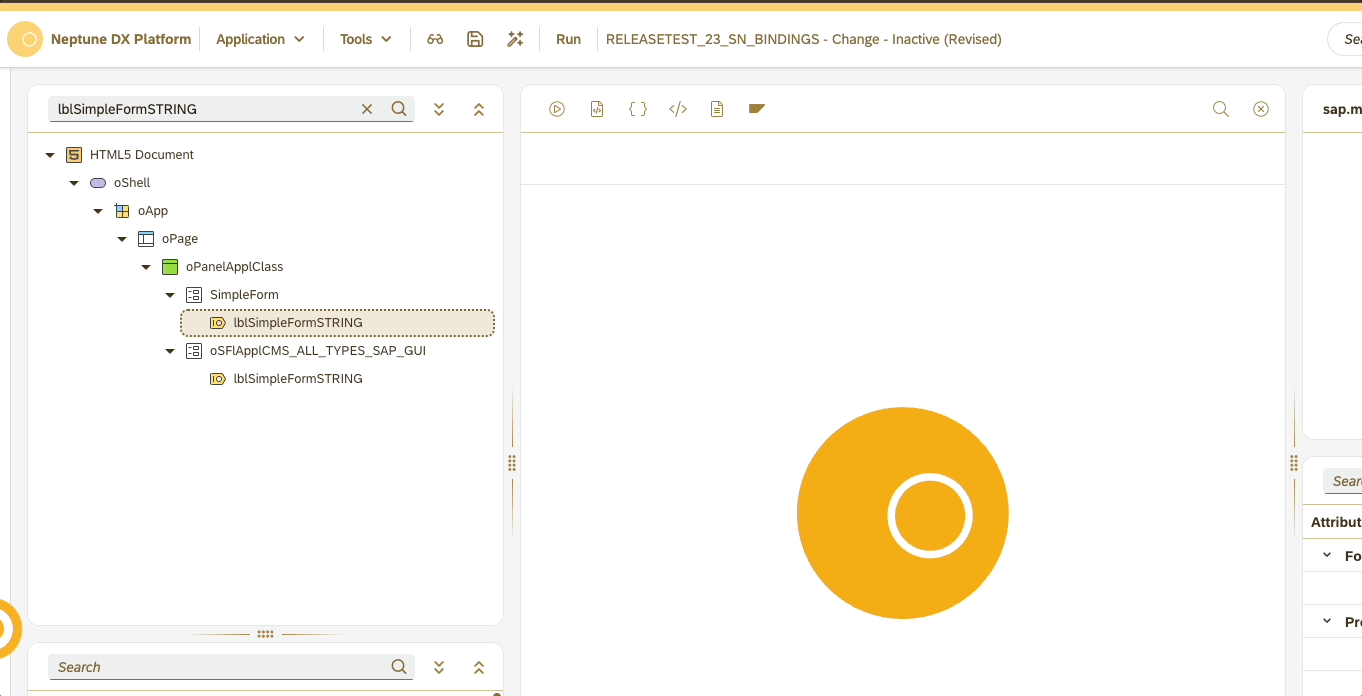 Neptune DX Platform Application Tools Run RELEASETEST_23_SN_BINDINGS - Change - Inactive (Revised) Sea
lblSimpleFormSTRING
HTML5 Document
oShell
oApp
oPage
oPanelApplClass
SimpleForm
lblSimpleFormSTRING
oSFlApplCMS_ALL_TYPES_SAP_GUI
lblSimpleFormSTRING
Search
sap.m
Sear
Attribut
Fo
Pro